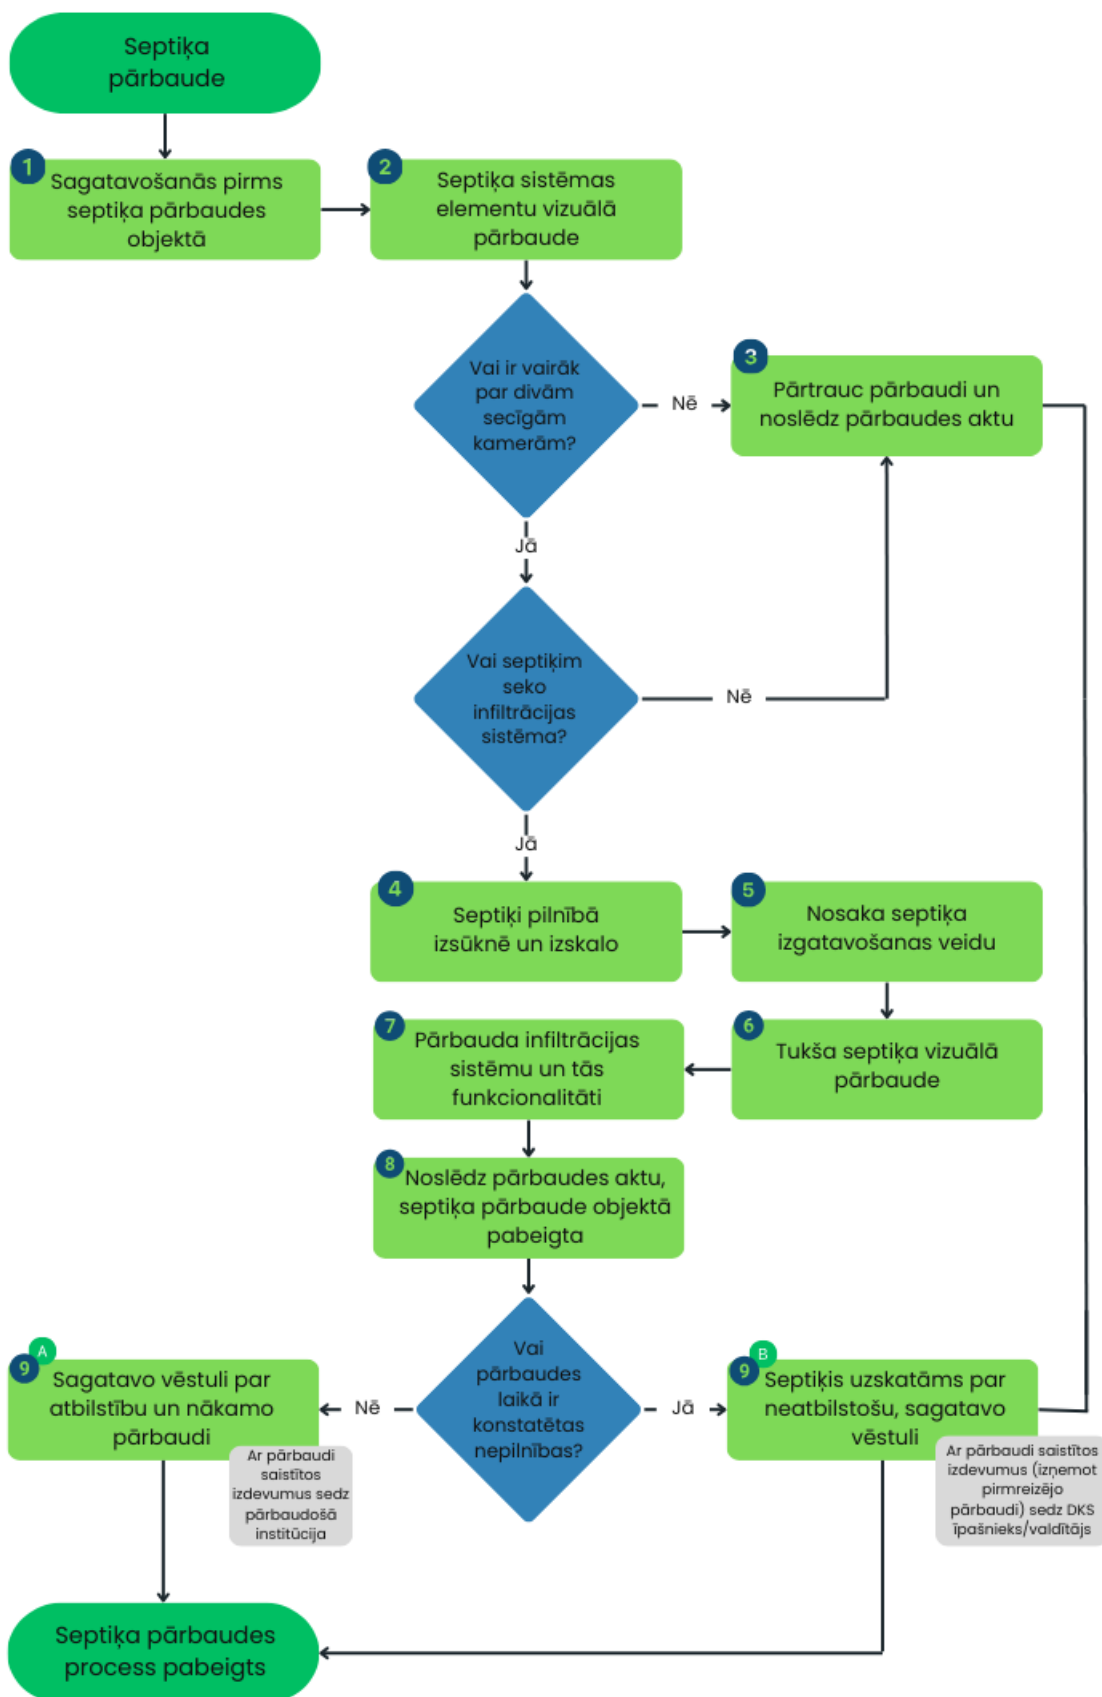 Septiķa
pārbaude
1
Sagatavošanās pirms
septiķa pārbaudes
objektā
2
Septiķa sistēmas
elementu vizuālā
pārbaude
Vai ir vairāk
par divām
secīgām
kamerām?
Nē
3
Pārtrauc pārbaudi un
noslēdz pārbaudes aktu
Jā
Vai septiķim
seko
infiltrācijas
sistēma?
Nē
Jā
4
Septiķi pilnībā
izsūknē un izskalo
5
Nosaka septiķa
izgatavošanas veidu
6
Tukša septiķa vizuālā
pārbaude
7
Pārbauda infiltrācijas
sistēmu un tās
funkcionalitāti
8
Noslēdz pārbaudes aktu,
septiķa pārbaude objektā
pabeigta
Vai
pārbaudes
laikā ir
konstatētas
nepilnības?
Nē
Jā
A
9
Sagatavo vēstuli par
atbilstību un nākamo
pārbaudi
Ar pārbaudi
saistītos
izdevumus sedz
pārbaudošā
institūcija
B
9
Septiķis uzskatāms par
neatbilstošu, sagatavo
vēstuli
Ar pārbaudi saistītos
izdevumus (izņemot
pirmreizējo
pārbaudi) sedz DKS
īpašnieks/valdītājs
Septiķa pārbaudes
process pabeigts